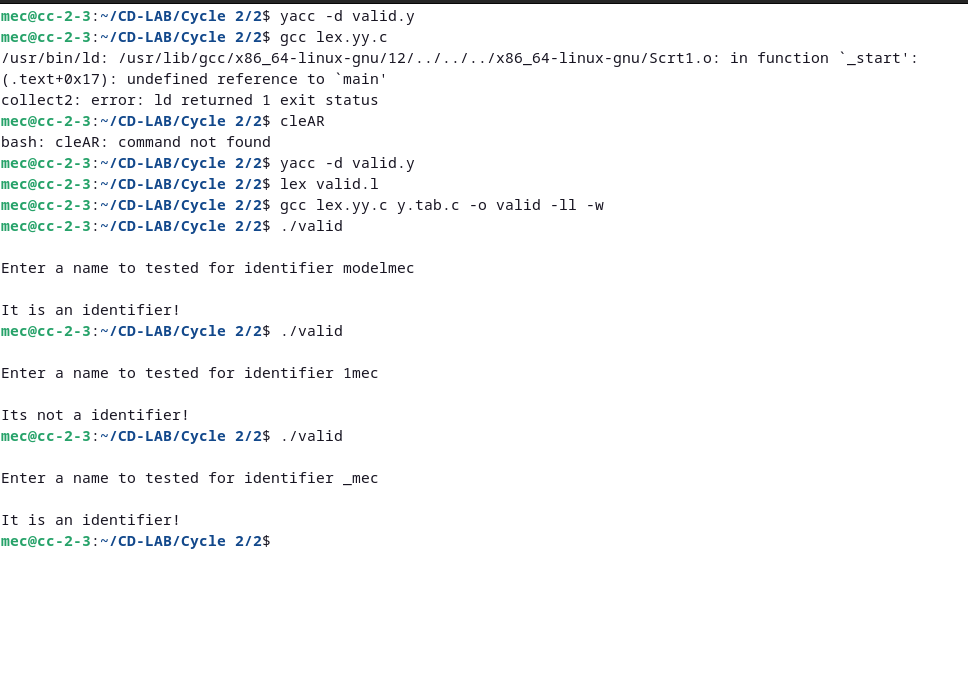 mec@cc-2-3:~/CD-LAB/Cycle 2/2$ yacc -d valid.y
mec@cc-2-3:~/CD-LAB/Cycle 2/2$ gcc lex.yy.c
/usr/bin/ld: /usr/lib/gcc/x86_64-linux-gnu/12/../../../x86_64-linux-gnu/Scrt1.o: in function `_start':
(.text+0x17): undefined reference to `main'
collect2: error: ld returned 1 exit status
mec@cc-2-3:~/CD-LAB/Cycle 2/2$ cleAR
bash: cleAR: command not found
mec@cc-2-3:~/CD-LAB/Cycle 2/2$ yacc -d valid.y
mec@cc-2-3:~/CD-LAB/Cycle 2/2$ lex valid.l
mec@cc-2-3:~/CD-LAB/Cycle 2/2$ gcc lex.yy.c y.tab.c -o valid -ll -w
mec@cc-2-3:~/CD-LAB/Cycle 2/2$ ./valid
Enter a name to tested for identifier modelmec
It is an identifier!
mec@cc-2-3:~/CD-LAB/Cycle 2/2$ ./valid
Enter a name to tested for identifier 1mec
Its not a identifier!
mec@cc-2-3:~/CD-LAB/Cycle 2/2$ ./valid
Enter a name to tested for identifier _mec
It is an identifier!
mec@cc-2-3:~/CD-LAB/Cycle 2/2$